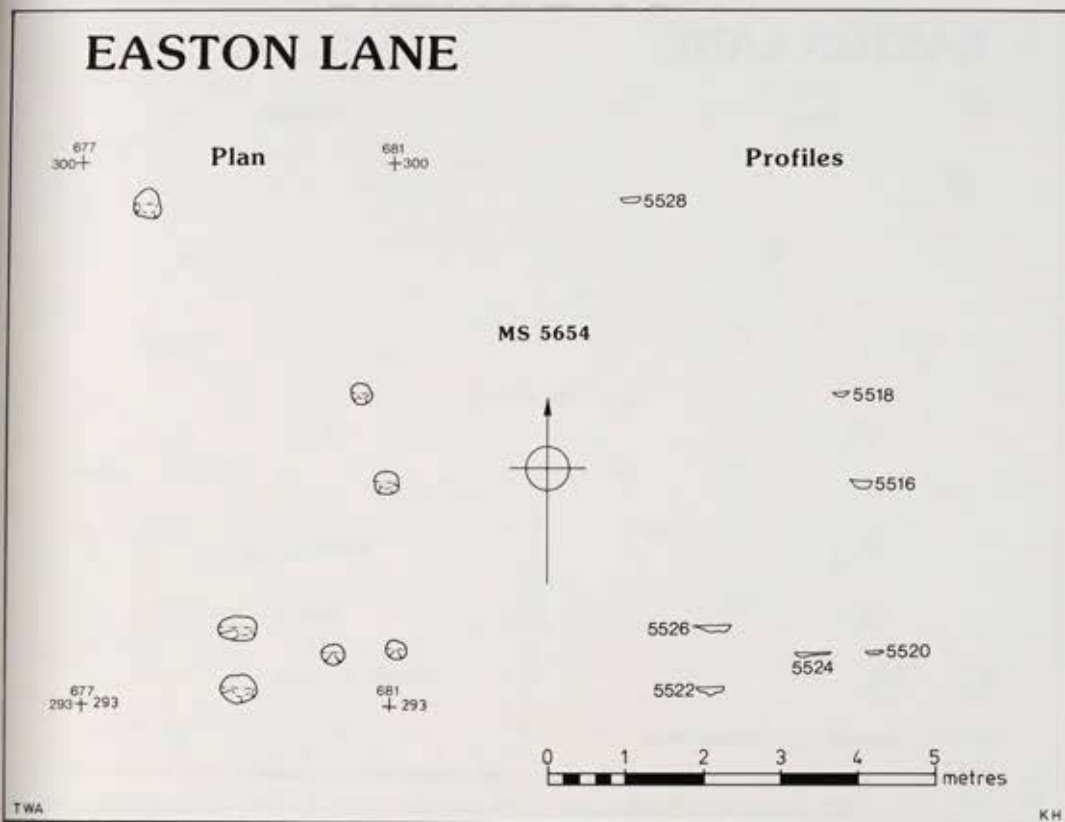 EASTON LANE
677
300+
Plan
681
+300
Profiles
5528
MS 5654
5518
5516
5526
5524
5520
5522
677
293+ 293
681
+ 293
0 1 2 3 4 5
metres
TWA
KH